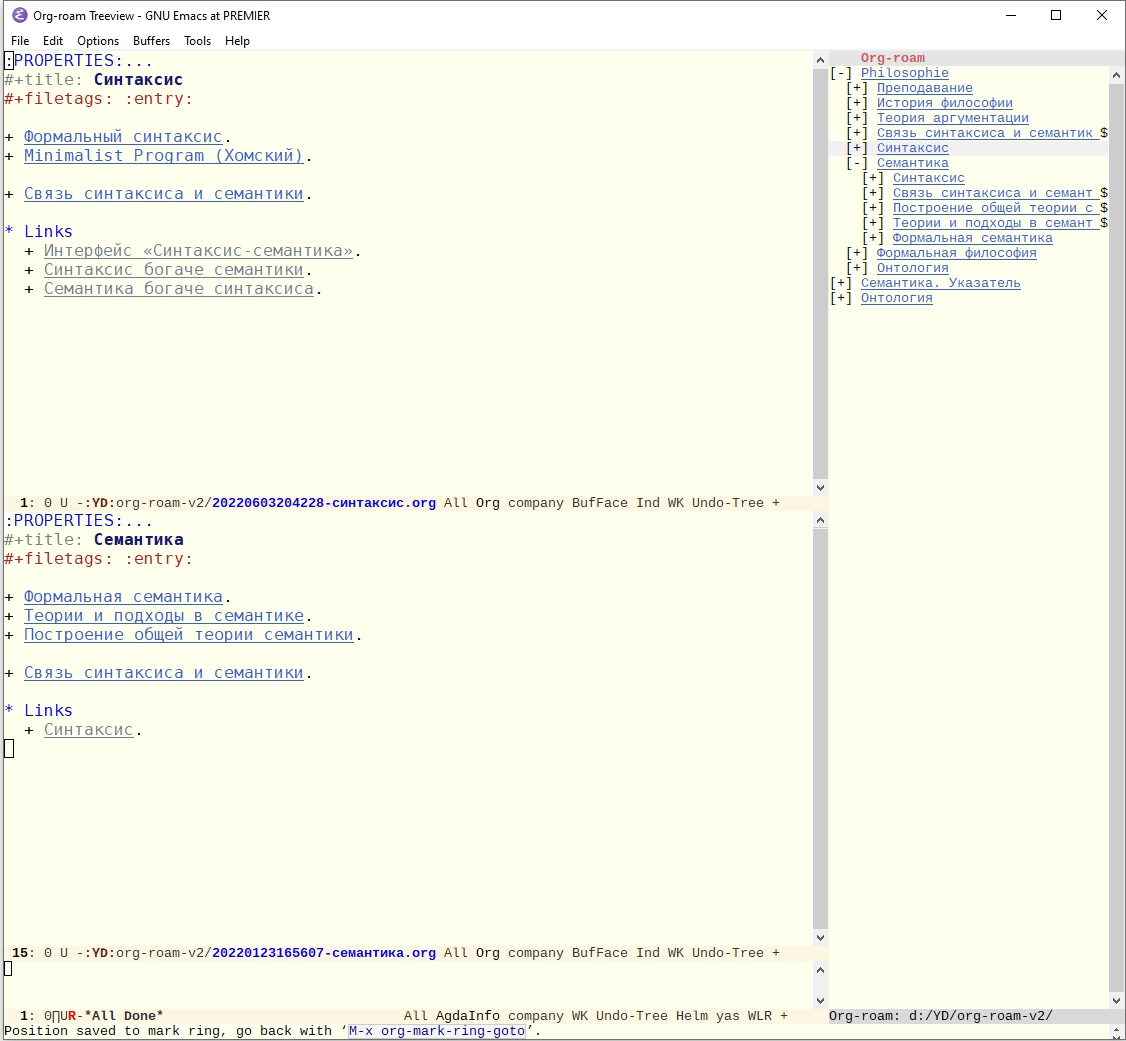 Org-roam Treeview - GNU Emacs at PREMIER
File Edit Options Buffers Tools Help
:PROPERTIES:...
#+title: Синтаксис
#+filetags: :entry:
+ Формальный синтаксис.
+ Minimalist Program (Хомский).
+ Связь синтаксиса и семантики.
* Links
+ Интерфейс «Синтаксис-семантика».
+ Синтаксис богаче семантики.
+ Семантика богаче синтаксиса.
1: 0 U -:YD:org-roam-v2/20220603204228-синтаксис.org All Org company BufFace Ind WK Undo-Tree +
:PROPERTIES:...
#+title: Семантика
#+filetags: :entry:
+ Формальная семантика.
+ Теории и подходы в семантике.
+ Построение общей теории семантики.
+ Связь синтаксиса и семантики.
* Links
+ Синтаксис.
15: 0 U -:YD:org-roam-v2/20220123165607-семантика.org All Org company BufFace Ind WK Undo-Tree +
1: 0∏UR-*All Done* All AgdaInfo company WK Undo-Tree Helm yas WLR +
Position saved to mark ring, go back with ‘M-x org-mark-ring-goto’.
Org-roam
[-] Philosophie
[+] Преподавание
[+] История философии
[+] Теория аргументации
[+] Связь синтаксиса и семантик $
[+] Синтаксис
[-] Семантика
[+] Синтаксис
[+] Связь синтаксиса и семант $
[+] Построение общей теории с $
[+] Теории и подходы в семант $
[+] Формальная семантика
[+] Формальная философия
[+] Онтология
[+] Семантика. Указатель
[+] Онтология
Org-roam: d:/YD/org-roam-v2/